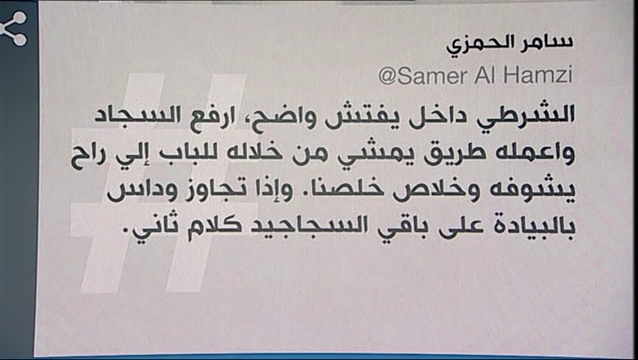 سامر الحمزي
@Samer Al Hamzi
الشرطي داخل يفتش واضح، ارفع السجاد
واعمله طريق يمشي من خلاله للباب إلي راح
يشوفه وخلاص خلصنا. وإذا تجاوز وداس
بالبيادة على باقي السجاجيد كلام ثاني.